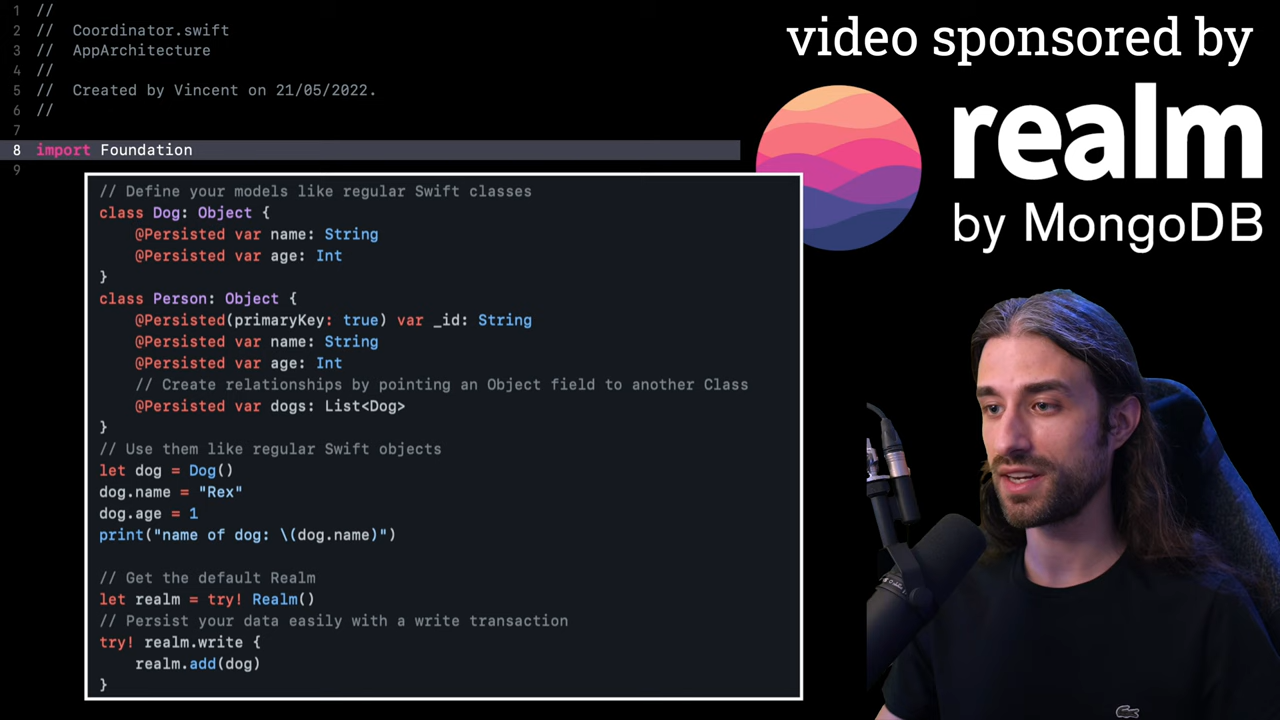 1 //
2 //  Coordinator.swift
3 //  AppArchitecture
4 //
5 //  Created by Vincent on 21/05/2022.
6 //
7
8 import Foundation
9
// Define your models like regular Swift classes
class Dog: Object {
    @Persisted var name: String
    @Persisted var age: Int
}
class Person: Object {
    @Persisted(primaryKey: true) var _id: String
    @Persisted var name: String
    @Persisted var age: Int
    // Create relationships by pointing an Object field to another Class
    @Persisted var dogs: List<Dog>
}
// Use them like regular Swift objects
let dog = Dog()
dog.name = "Rex"
dog.age = 1
print("name of dog: \(dog.name)")
// Get the default Realm
let realm = try! Realm()
// Persist your data easily with a write transaction
try! realm.write {
    realm.add(dog)
}
video sponsored by
realm
by MongoDB